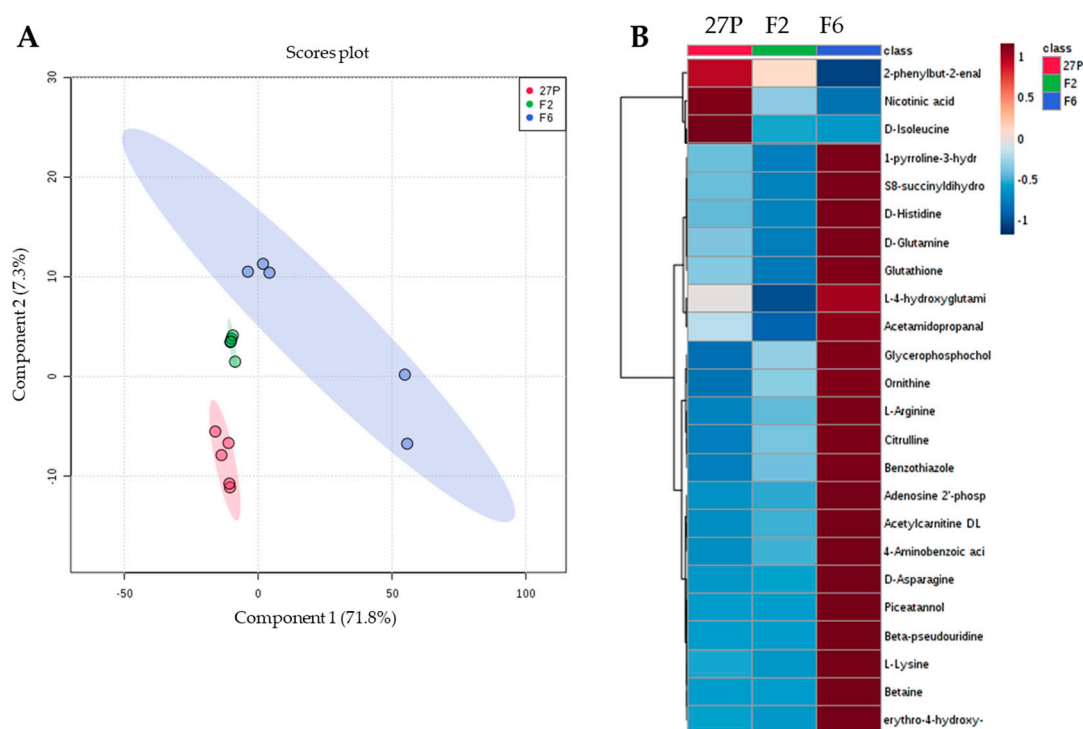 A
Scores plot
30
20
10
0
-10
-50
0
50
100
Component 2 (7.3%)
Component 1 (71.8%)
27P
F2
F6
B
27P F2 F6
class
2-phenylbut-2-enal
Nicotinic acid
D-Isoleucine
1-pyrroline-3-hydr
S8-succinyldihydro
D-Histidine
D-Glutamine
Glutathione
L-4-hydroxyglutami
Acetamidopropanal
Glycerophosphochol
Ornithine
L-Arginine
Citrulline
Benzothiazole
Adenosine 2'-phosp
Acetylcarnitine DL
4-Aminobenzoic aci
D-Asparagine
Piceatannol
Beta-pseudouridine
L-Lysine
Betaine
erythro-4-hydroxy-
1
0.5
0
-0.5
-1
class
27P
F2
F6